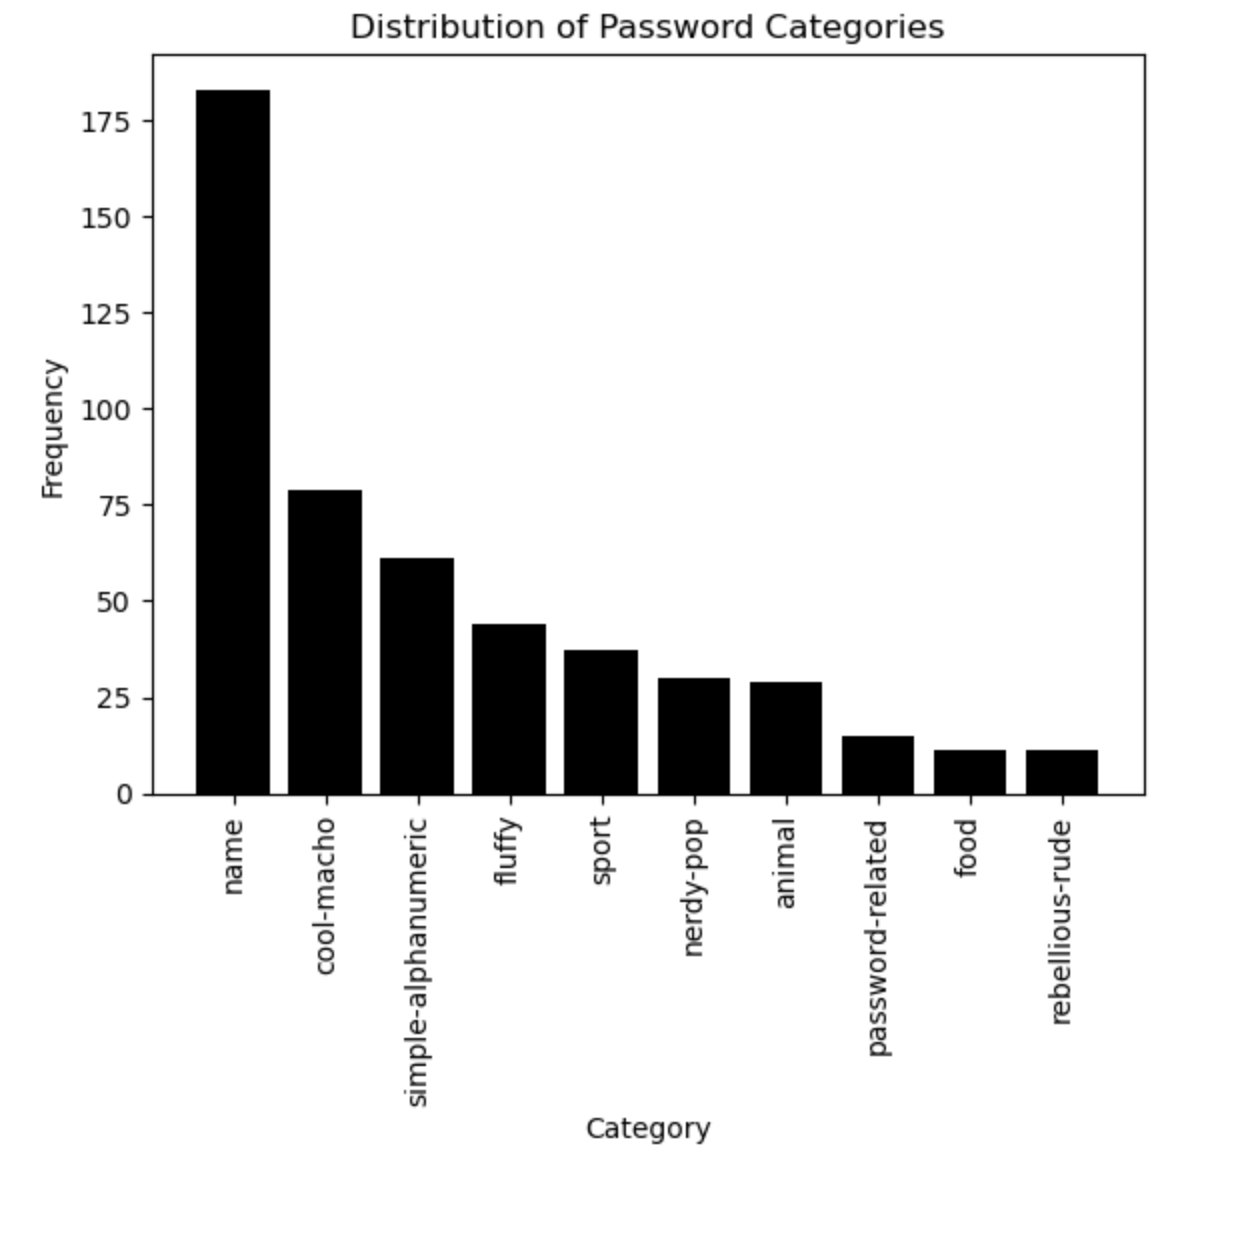 Distribution of Password Categories
175
150
125
100
75
50
25
0
Frequency
name
cool-macho
simple-alphanumeric
fluffy
sport
nerdy-pop
animal
password-related
food
rebellious-rude
Category